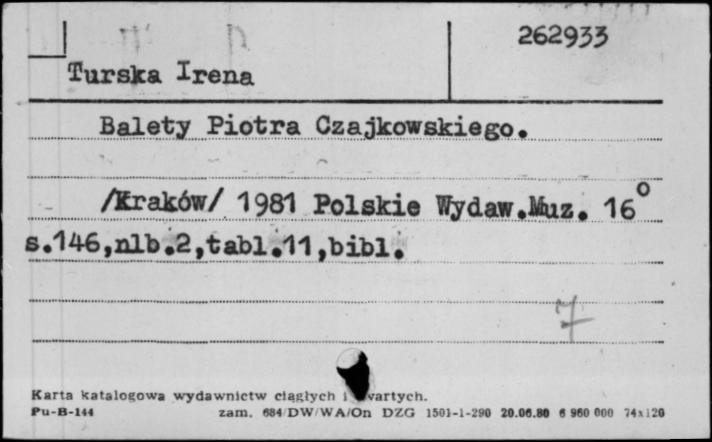 262933
Turska Irena
Balety Piotra Czajkowskiego.
/Kraków/ 1981 Polskie Wydaw.Muz. 16°
s.146,nlb.2,tabl.11,bibl.
7
Karta katalogowa wydawnictw ciągłych i wartych.
Pu-B-144 zam. 684/DW/WA/On DZG 1501-1-290 20.06.80 6 960 000 74x120